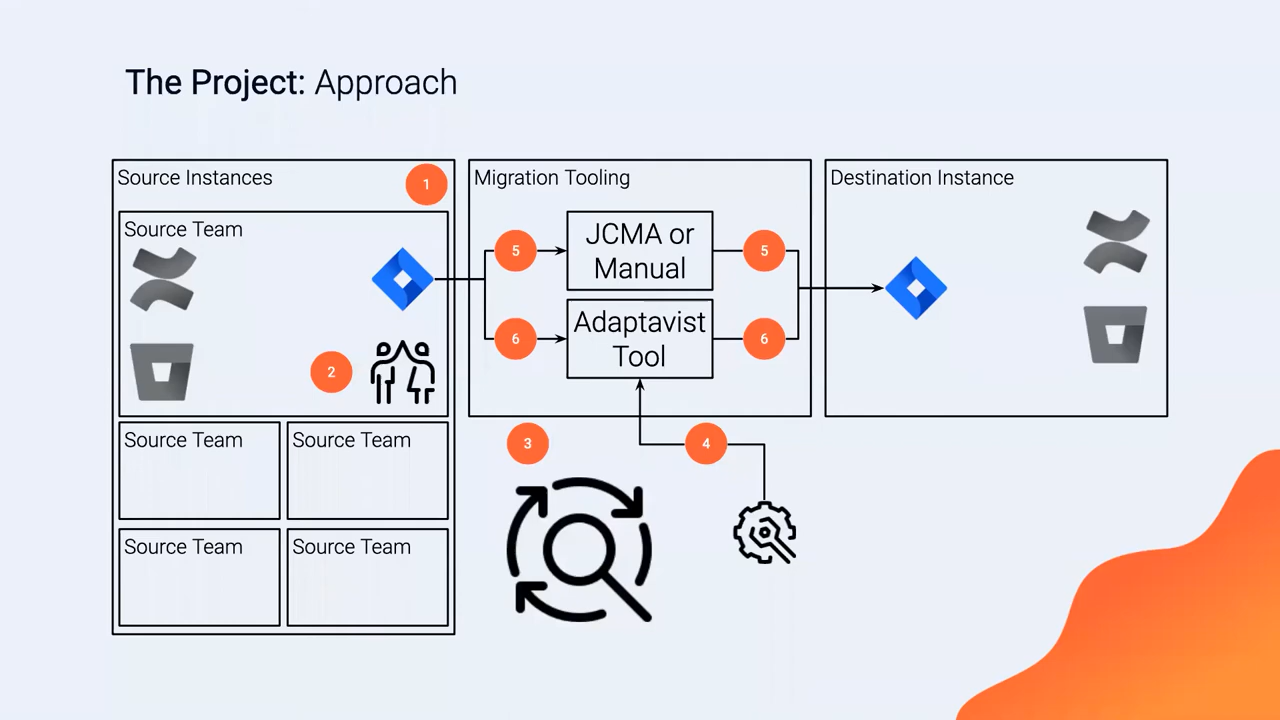 The Project: Approach
Source Instances
1
Migration Tooling
Destination Instance
Source Team
5
JCMA or
Manual
5
6
Adaptavist
Tool
6
2
Source Team
Source Team
3
4
Source Team
Source Team